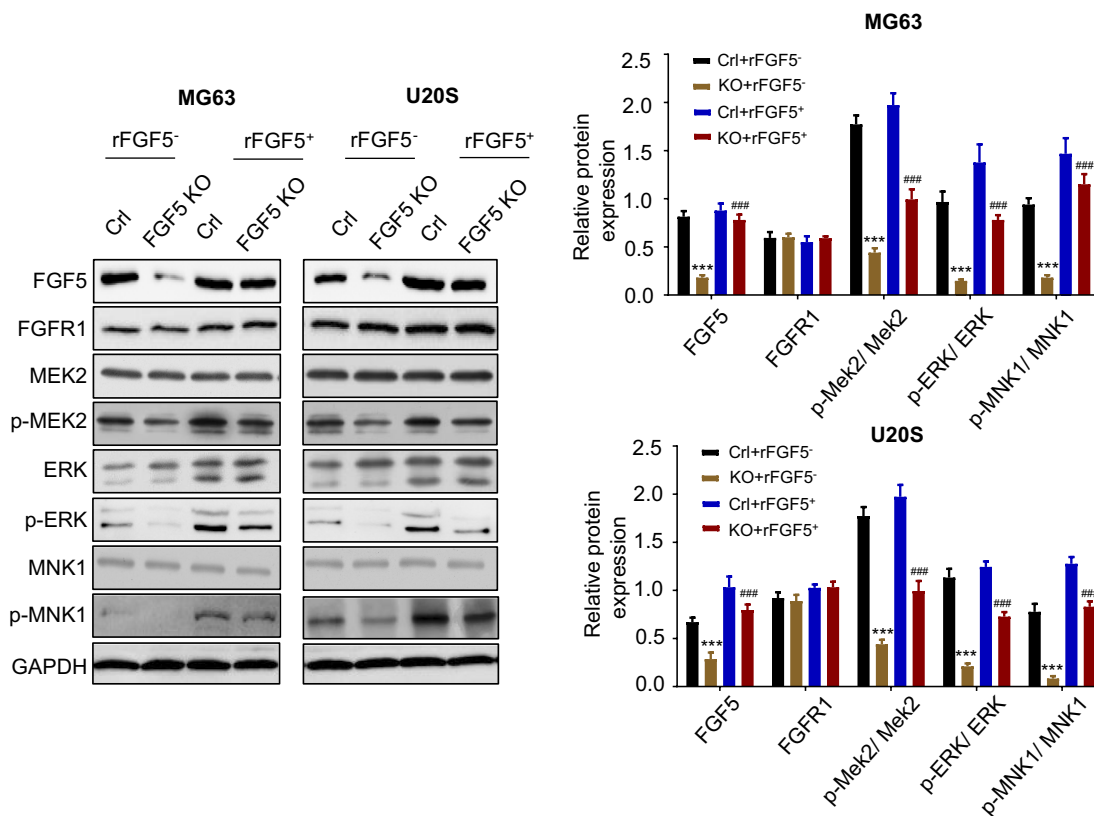 MG63
U20S
rFGF5-
rFGF5+
rFGF5-
rFGF5+
Crl
FGF5 KO
Crl
FGF5 KO
Crl
FGF5 KO
Crl
FGF5 KO
FGF5
FGFR1
MEK2
p-MEK2
ERK
p-ERK
MNK1
p-MNK1
GAPDH
MG63
Crl+rFGF5-
KO+rFGF5-
Crl+rFGF5+
KO+rFGF5+
Relative protein
expression
2.5
2.0
1.5
1.0
0.5
0.0
***
###
***
###
***
###
***
###
FGF5
FGFR1
p-Mek2/ Mek2
p-ERK/ ERK
p-MNK1/ MNK1
U20S
Crl+rFGF5-
KO+rFGF5-
Crl+rFGF5+
KO+rFGF5+
Relative protein
expression
2.5
2.0
1.5
1.0
0.5
0.0
***
###
***
###
***
###
***
###
FGF5
FGFR1
p-Mek2/ Mek2
p-ERK/ ERK
p-MNK1/ MNK1